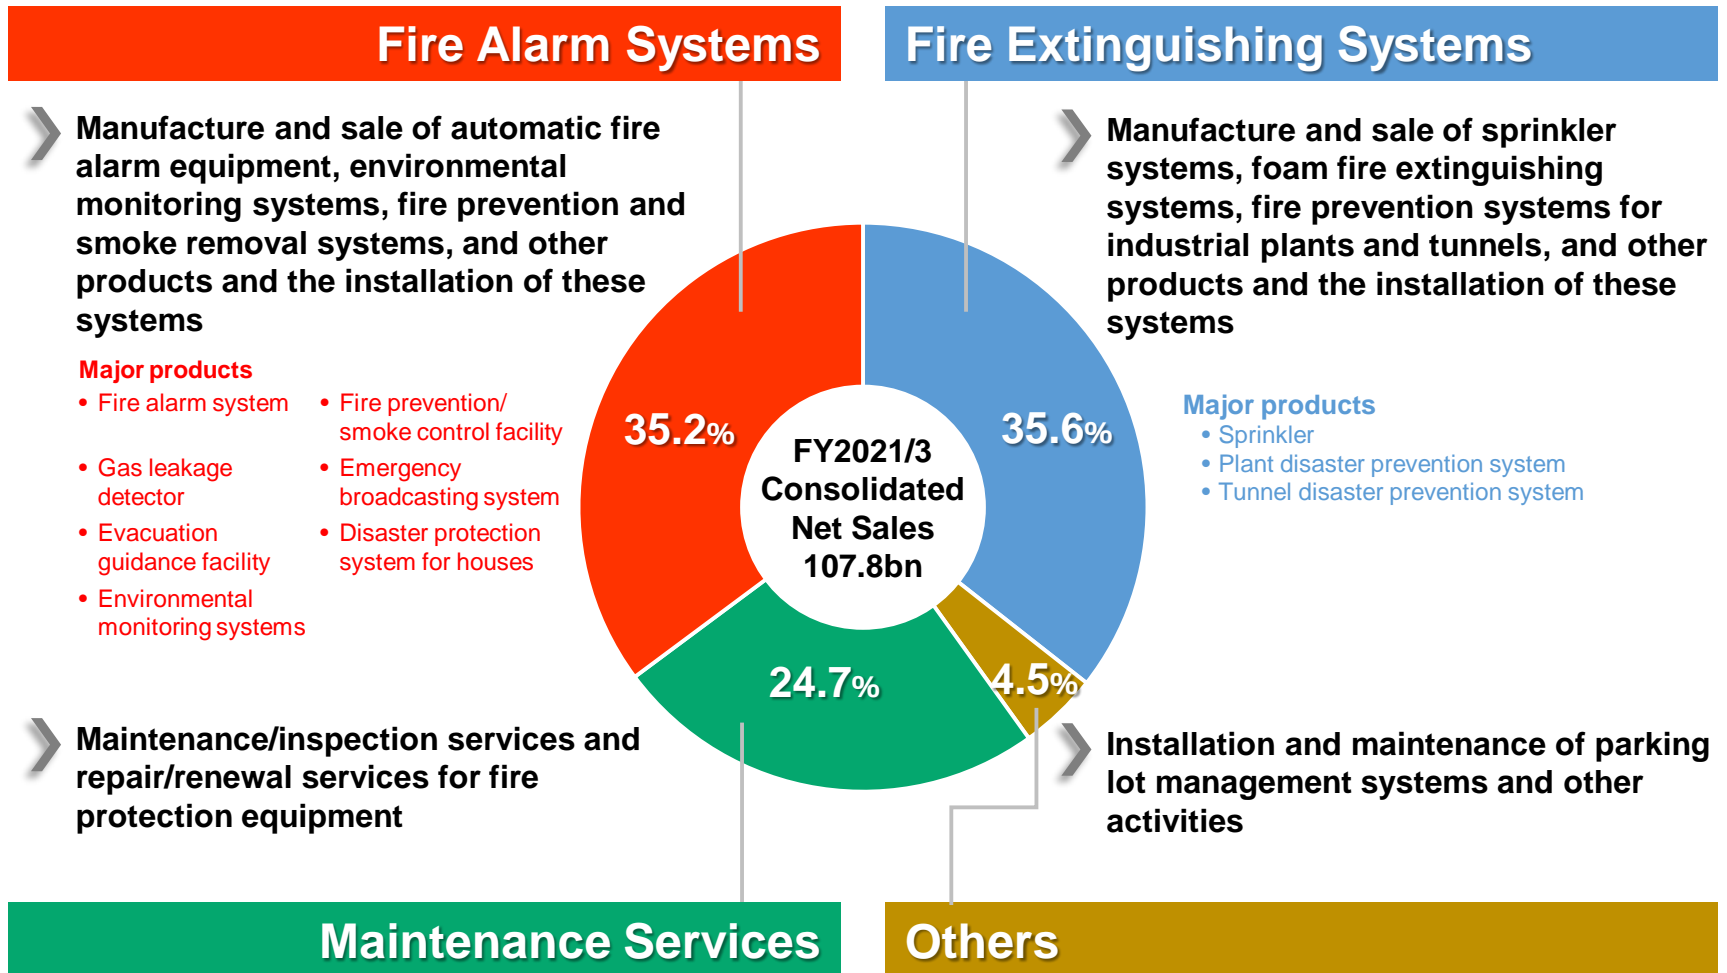 Fire Alarm Systems
Manufacture and sale of automatic fire
alarm equipment, environmental
monitoring systems, fire prevention and
smoke removal systems, and other
products and the installation of these
systems
Major products
• Fire alarm system
• Gas leakage
detector
• Evacuation
guidance facility
• Environmental
monitoring systems
• Fire prevention/
smoke control facility
• Emergency
broadcasting system
• Disaster protection
system for houses
Fire Extinguishing Systems
Manufacture and sale of sprinkler
systems, foam fire extinguishing
systems, fire prevention systems for
industrial plants and tunnels, and other
products and the installation of these
systems
Major products
• Sprinkler
• Plant disaster prevention system
• Tunnel disaster prevention system
35.2%
35.6%
FY2021/3
Consolidated
Net Sales
107.8bn
24.7%
4.5%
Maintenance/inspection services and
repair/renewal services for fire
protection equipment
Maintenance Services
Installation and maintenance of parking
lot management systems and other
activities
Others